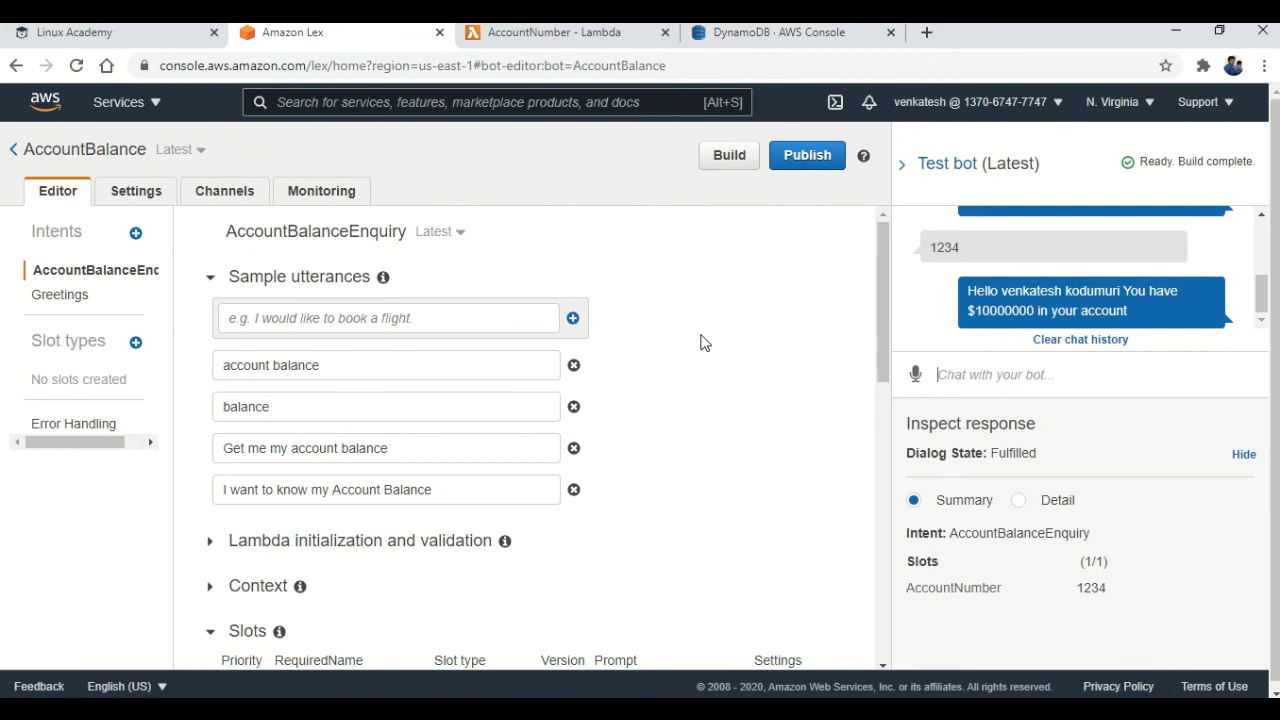 Linux Academy
Amazon Lex
AccountNumber - Lambda
DynamoDB · AWS Console
console.aws.amazon.com/lex/home?region=us-east-1#bot-editor:bot=AccountBalance
aws
Services
Search for services, features, marketplace products, and docs [Alt+S]
venkatesh @ 1370-6747-7747
N. Virginia
Support
AccountBalance Latest
Build
Publish
Test bot (Latest)
Ready. Build complete.
Editor
Settings
Channels
Monitoring
Intents
AccountBalanceEnq
Greetings
Slot types
No slots created
Error Handling
AccountBalanceEnquiry Latest
Sample utterances
e.g. I would like to book a flight.
account balance
balance
Get me my account balance
I want to know my Account Balance
Lambda initialization and validation
Context
Slots
Priority RequiredName Slot type Version Prompt Settings
1234
Hello venkatesh kodumuri You have
$10000000 in your account
Clear chat history
Chat with your bot...
Inspect response
Dialog State: Fulfilled
Hide
Summary Detail
Intent: AccountBalanceEnquiry
Slots (1/1)
AccountNumber 1234
Feedback
English (US)
© 2008 - 2020, Amazon Web Services, Inc. or its affiliates. All rights reserved.
Privacy Policy
Terms of Use